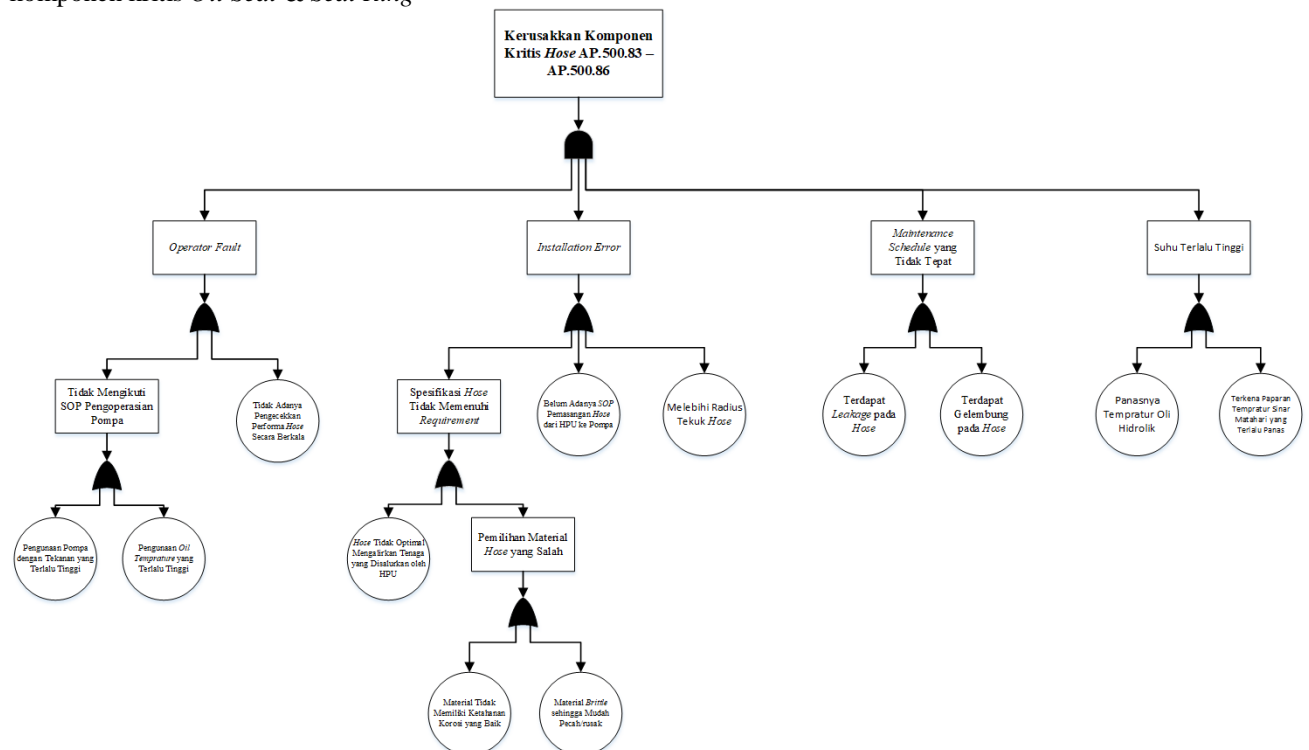 komponen kritis Oil Seal & Seal Ring
Kerusakkan Komponen
Kritis Hose AP.500.83 –
AP.500.86
Operator Fault
Installation Error
Maintenance
Schedule yang
Tidak Tepat
Suhu Terlalu Tinggi
Tidak Mengikuti
SOP Pengoperasian
Pompa
Tidak Adanya
Pengecekkan
Performa Hose
Secara Berkala
Spesifikasi Hose
Tidak Memenuhi
Requirement
Belum Adanya SOP
Pemasangan Hose
dari HPU ke Pompa
Melebihi Radius
Tekuk Hose
Terdapat
Leakage pada
Hose
Terdapat
Gelembung
pada Hose
Panasnya
Tempratur Oli
Hidrolik
Terkena Paparan
Tempratur Sinar
Matahari yang
Terlalu Panas
Pengunaan Pompa
dengan Tekanan yang
Terlalu Tinggi
Pengunaan Oil
Temprature yang
Terlalu Tinggi
Hose Tidak Optimal
Mengalirkan Tenaga
yang Disalurkan oleh
HPU
Pemilihan Material
Hose yang Salah
Material Tidak
Memiliki Ketahanan
Korosi yang Baik
Material Brittle
sehingga Mudah
Pecah/rusak